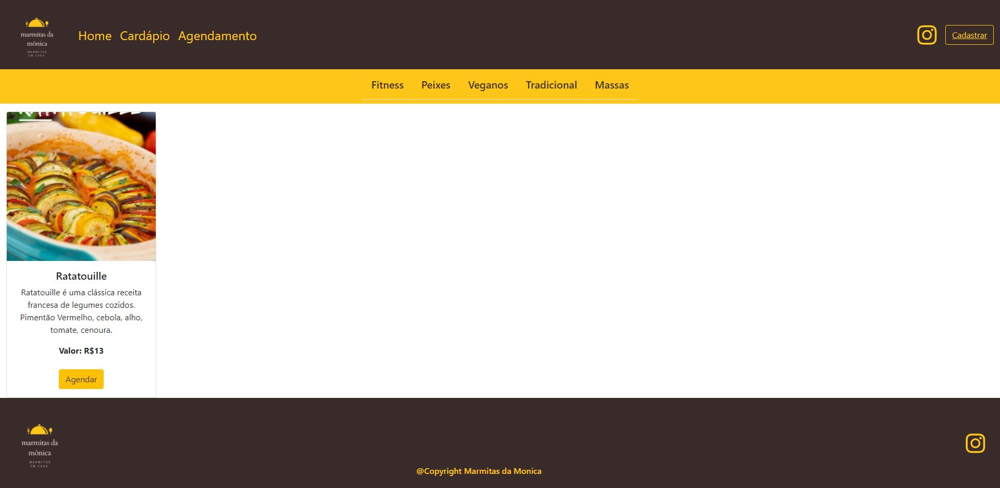 marmitas da
mônica
MARMITAS
EM CASA
Home Cardápio Agendamento
Cadastrar
Fitness Peixes Veganos Tradicional Massas
Ratatouille
Ratatouille é uma clássica receita
francesa de legumes cozidos.
Pimentão Vermelho, cebola, alho,
tomate, cenoura.
Valor: R$13
Agendar
marmitas da
mônica
MARMITAS
EM CASA
@Copyright Marmitas da Monica